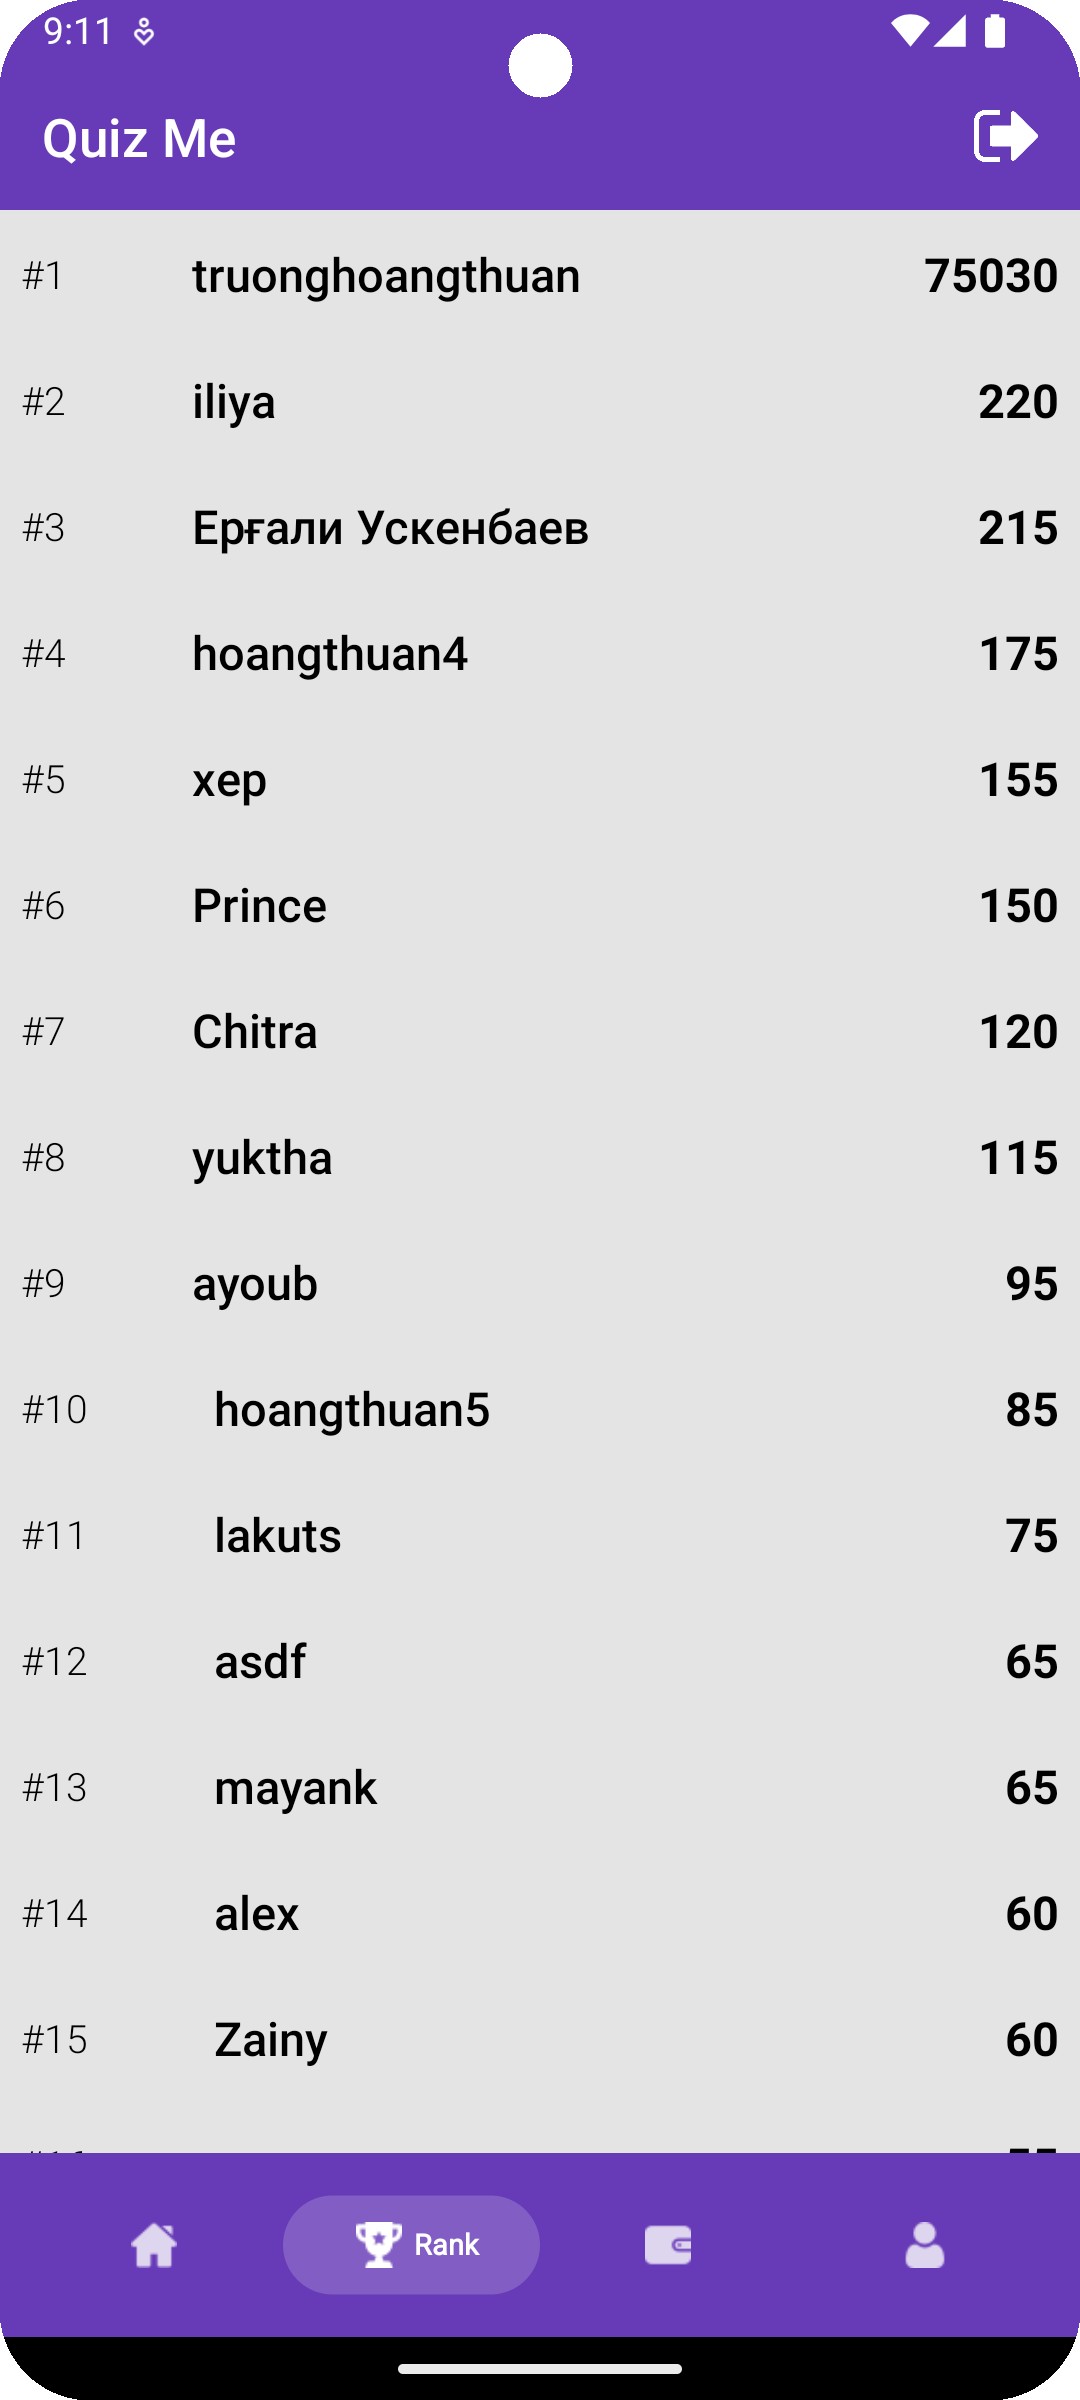 9:11
Quiz Me
#1 truonghoangthuan 75030
#2 iliya 220
#3 Ерғали Ускенбаев 215
#4 hoangthuan4 175
#5 xep 155
#6 Prince 150
#7 Chitra 120
#8 yuktha 115
#9 ayoub 95
#10 hoangthuan5 85
#11 lakuts 75
#12 asdf 65
#13 mayank 65
#14 alex 60
#15 Zainy 60
Rank